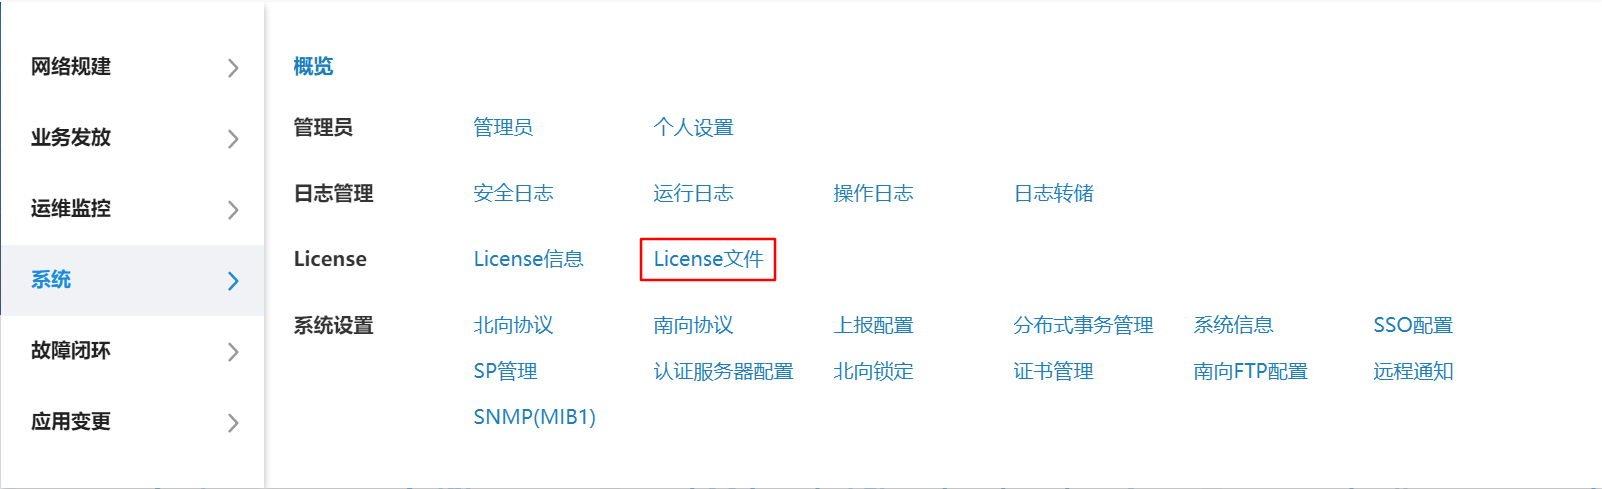 网络规建
业务发放
运维监控
系统
故障闭环
应用变更
概览
管理员 管理员 个人设置
日志管理 安全日志 运行日志 操作日志 日志转储
License License信息 License文件
系统设置 北向协议 南向协议 上报配置 分布式事务管理 系统信息 SSO配置
SP管理 认证服务器配置 北向锁定 证书管理 南向FTP配置 远程通知
SNMP(MIB1)